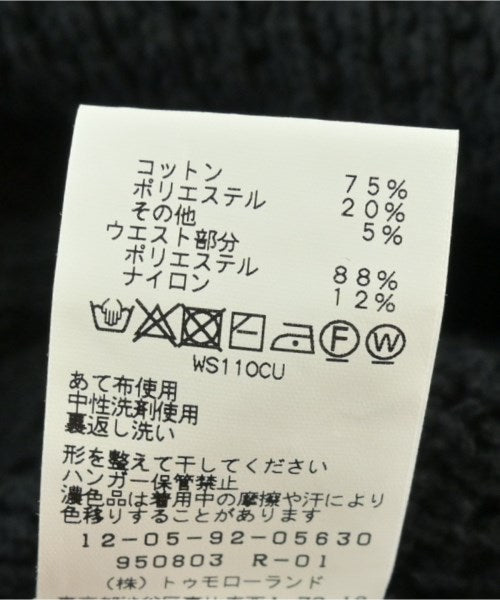 コットン 75%
ポリエステル 20%
その他 5%
ウエスト部分
ポリエステル 88%
ナイロン 12%
F W
WS110CU
あて布使用
中性洗剤使用
裏返し洗い
形を整えて干してください
ハンガー保管禁止
濃色品は着用中の摩擦や汗により
色移りすることがあります
12-05-92-05630
950803 R-01
(株)トゥモローランド